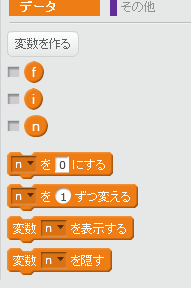 データ その他
変数を作る
f
i
n
n を 0 にする
n を 1 ずつ変える
変数 n を表示する
変数 n を隠す